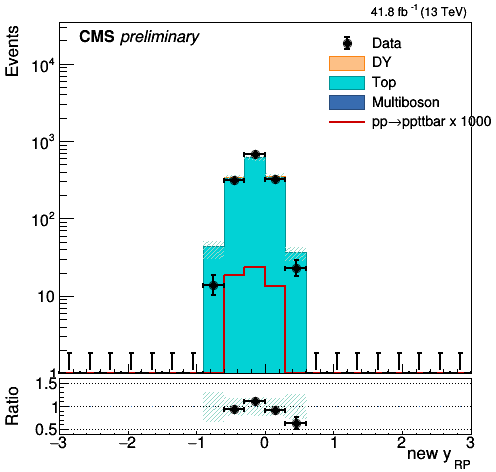 41.8 fb⁻¹ (13 TeV)
CMS preliminary
Events
Data
DY
Top
Multiboson
pp→ppttbar x 1000
10⁴
10³
10²
10
1
Ratio
1.5
1
0.5
−3 −2 −1 0 1 2 3
new y_RP